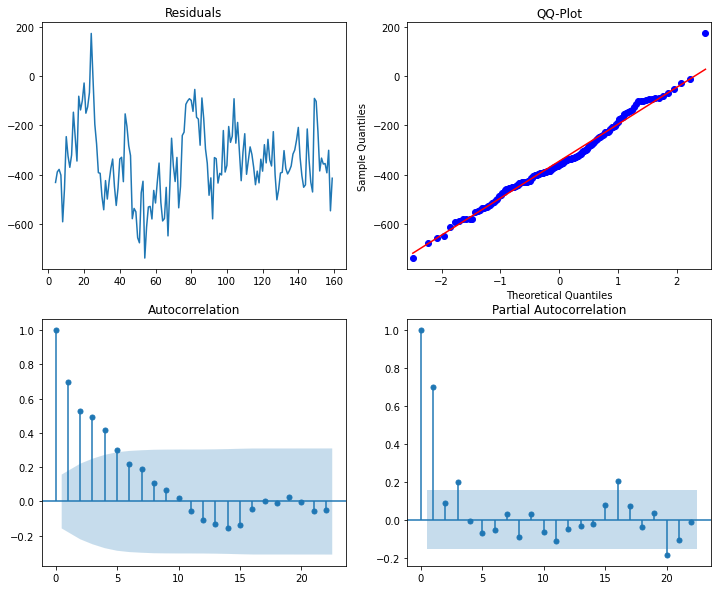 Residuals
200
0
−200
−400
−600
0 20 40 60 80 100 120 140 160
QQ-Plot
Sample Quantiles
200
0
−200
−400
−600
−2 −1 0 1 2
Theoretical Quantiles
Autocorrelation
1.0
0.8
0.6
0.4
0.2
0.0
−0.2
0 5 10 15 20
Partial Autocorrelation
1.0
0.8
0.6
0.4
0.2
0.0
−0.2
0 5 10 15 20